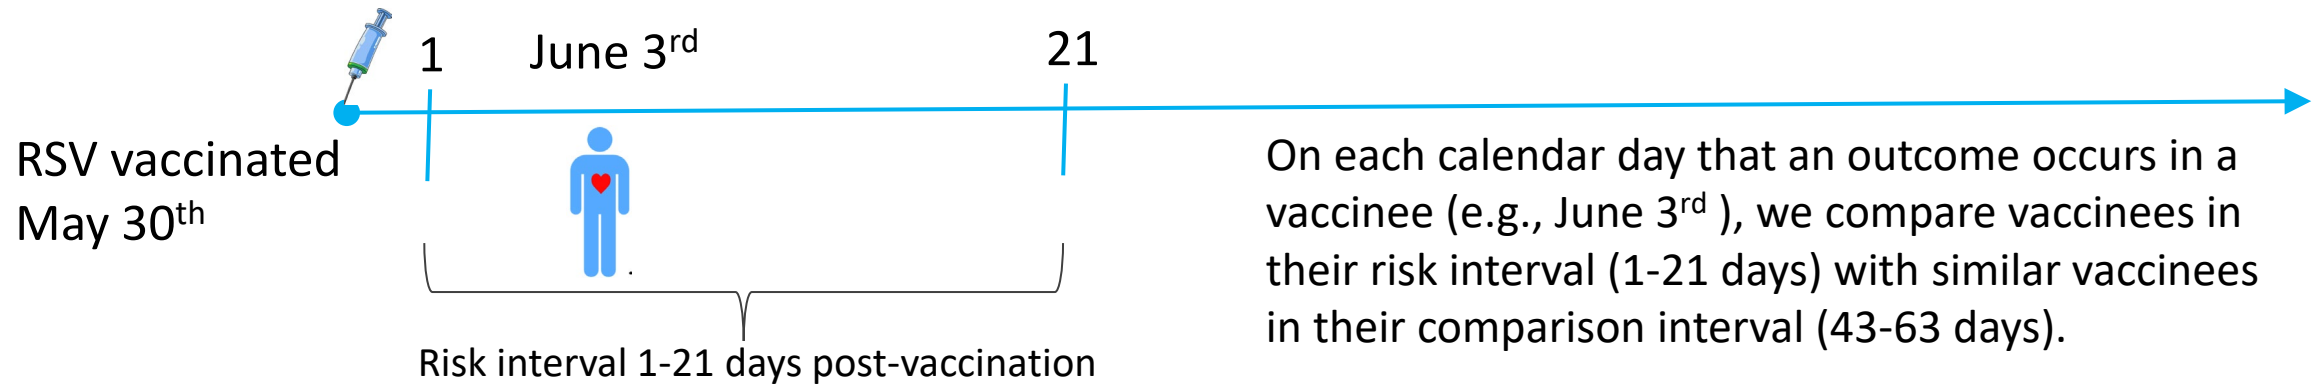 1
June 3rd
21
RSV vaccinated
May 30th
On each calendar day that an outcome occurs in a
vaccinee (e.g., June 3rd ), we compare vaccinees in
their risk interval (1-21 days) with similar vaccinees
in their comparison interval (43-63 days).
.
Risk interval 1-21 days post-vaccination